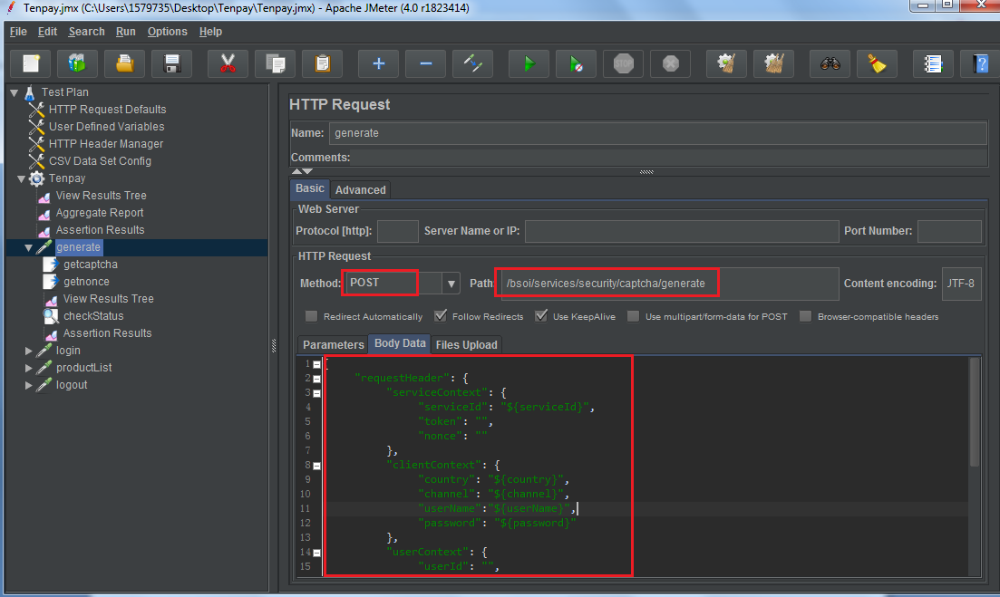 Tenpay.jmx (C:\Users\1579735\Desktop\Tenpay\Tenpay.jmx) - Apache JMeter (4.0 r1823414)
File Edit Search Run Options Help
STOP
Test Plan
HTTP Request Defaults
User Defined Variables
HTTP Header Manager
CSV Data Set Config
Tenpay
View Results Tree
Aggregate Report
Assertion Results
generate
getcaptcha
getnonce
View Results Tree
checkStatus
Assertion Results
login
productList
logout
HTTP Request
Name: generate
Comments:
Basic Advanced
Web Server
Protocol [http]: Server Name or IP: Port Number:
HTTP Request
Method: POST Path: /bsoi/services/security/captcha/generate Content encoding: JTF-8
Redirect Automatically Follow Redirects Use KeepAlive Use multipart/form-data for POST Browser-compatible headers
Parameters Body Data Files Upload
1 {
2 "requestHeader": {
3 "serviceContext": {
4 "serviceId": "${serviceId}",
5 "token": "",
6 "nonce": ""
7 },
8 "clientContext": {
9 "country": "${country}",
10 "channel": "${channel}",
11 "userName":"${userName}",
12 "password": "${password}"
13 },
14 "userContext": {
15 "userId": "",